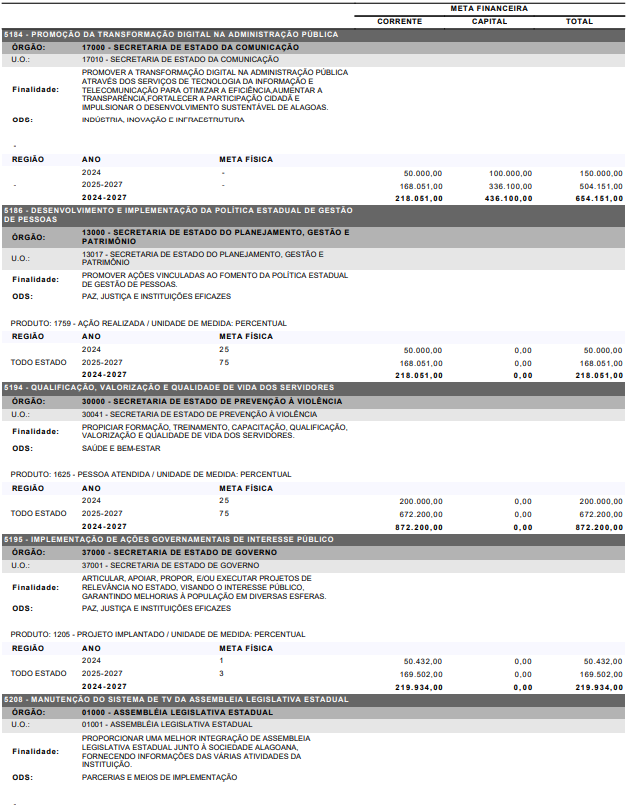 META FINANCEIRA
CORRENTE CAPITAL TOTAL
5184 - PROMOÇÃO DA TRANSFORMAÇÃO DIGITAL NA ADMINISTRAÇÃO PÚBLICA
ÓRGÃO: 17000 - SECRETARIA DE ESTADO DA COMUNICAÇÃO
U.O.: 17010 - SECRETARIA DE ESTADO DA COMUNICAÇÃO
PROMOVER A TRANSFORMAÇÃO DIGITAL NA ADMINISTRAÇÃO PÚBLICA
ATRAVÉS DOS SERVIÇOS DE TECNOLOGIA DA INFORMAÇÃO E
Finalidade: TELECOMUNICAÇÃO PARA OTIMIZAR A EFICIÊNCIA,AUMENTAR A
TRANSPARÊNCIA,FORTALECER A PARTICIPAÇÃO CIDADÃ E
IMPULSIONAR O DESENVOLVIMENTO SUSTENTÁVEL DE ALAGOAS.
ODS: INDÚSTRIA, INOVAÇÃO E INFRAESTRUTURA
-
REGIÃO ANO META FÍSICA
2024 - 50.000,00 100.000,00 150.000,00
- 2025-2027 - 168.051,00 336.100,00 504.151,00
2024-2027 218.051,00 436.100,00 654.151,00
5186 - DESENVOLVIMENTO E IMPLEMENTAÇÃO DA POLÍTICA ESTADUAL DE GESTÃO
DE PESSOAS
ÓRGÃO: 13000 - SECRETARIA DE ESTADO DO PLANEJAMENTO, GESTÃO E
PATRIMÔNIO
U.O.: 13017 - SECRETARIA DE ESTADO DO PLANEJAMENTO, GESTÃO E
PATRIMÔNIO
Finalidade: PROMOVER AÇÕES VINCULADAS AO FOMENTO DA POLÍTICA ESTADUAL
DE GESTÃO DE PESSOAS.
ODS: PAZ, JUSTIÇA E INSTITUIÇÕES EFICAZES
PRODUTO: 1759 - AÇÃO REALIZADA / UNIDADE DE MEDIDA: PERCENTUAL
REGIÃO ANO META FÍSICA
2024 25 50.000,00 0,00 50.000,00
TODO ESTADO 2025-2027 75 168.051,00 0,00 168.051,00
2024-2027 218.051,00 0,00 218.051,00
5194 - QUALIFICAÇÃO, VALORIZAÇÃO E QUALIDADE DE VIDA DOS SERVIDORES
ÓRGÃO: 30000 - SECRETARIA DE ESTADO DE PREVENÇÃO À VIOLÊNCIA
U.O.: 30041 - SECRETARIA DE ESTADO DE PREVENÇÃO À VIOLÊNCIA
Finalidade: PROPICIAR FORMAÇÃO, TREINAMENTO, CAPACITAÇÃO, QUALIFICAÇÃO,
VALORIZAÇÃO E QUALIDADE DE VIDA DOS SERVIDORES.
ODS: SAÚDE E BEM-ESTAR
PRODUTO: 1625 - PESSOA ATENDIDA / UNIDADE DE MEDIDA: PERCENTUAL
REGIÃO ANO META FÍSICA
2024 25 200.000,00 0,00 200.000,00
TODO ESTADO 2025-2027 75 672.200,00 0,00 672.200,00
2024-2027 872.200,00 0,00 872.200,00
5195 - IMPLEMENTAÇÃO DE AÇÕES GOVERNAMENTAIS DE INTERESSE PÚBLICO
ÓRGÃO: 37000 - SECRETARIA DE ESTADO DE GOVERNO
U.O.: 37001 - SECRETARIA DE ESTADO DE GOVERNO
ARTICULAR, APOIAR, PROPOR, E/OU EXECUTAR PROJETOS DE
Finalidade: RELEVÂNCIA NO ESTADO, VISANDO O INTERESSE PÚBLICO,
GARANTINDO MELHORIAS À POPULAÇÃO EM DIVERSAS ESFERAS.
ODS: PAZ, JUSTIÇA E INSTITUIÇÕES EFICAZES
PRODUTO: 1205 - PROJETO IMPLANTADO / UNIDADE DE MEDIDA: PERCENTUAL
REGIÃO ANO META FÍSICA
2024 1 50.432,00 0,00 50.432,00
TODO ESTADO 2025-2027 3 169.502,00 0,00 169.502,00
2024-2027 219.934,00 0,00 219.934,00
5208 - MANUTENÇÃO DO SISTEMA DE TV DA ASSEMBLEIA LEGISLATIVA ESTADUAL
ÓRGÃO: 01000 - ASSEMBLÉIA LEGISLATIVA ESTADUAL
U.O.: 01001 - ASSEMBLÉIA LEGISLATIVA ESTADUAL
PROPORCIONAR UMA MELHOR INTEGRAÇÃO DE ASSEMBLEIA
Finalidade: LEGISLATIVA ESTADUAL JUNTO À SOCIEDADE ALAGOANA,
FORNECENDO INFORMAÇÕES DAS VÁRIAS ATIVIDADES DA
INSTITUIÇÃO.
ODS: PARCERIAS E MEIOS DE IMPLEMENTAÇÃO
-